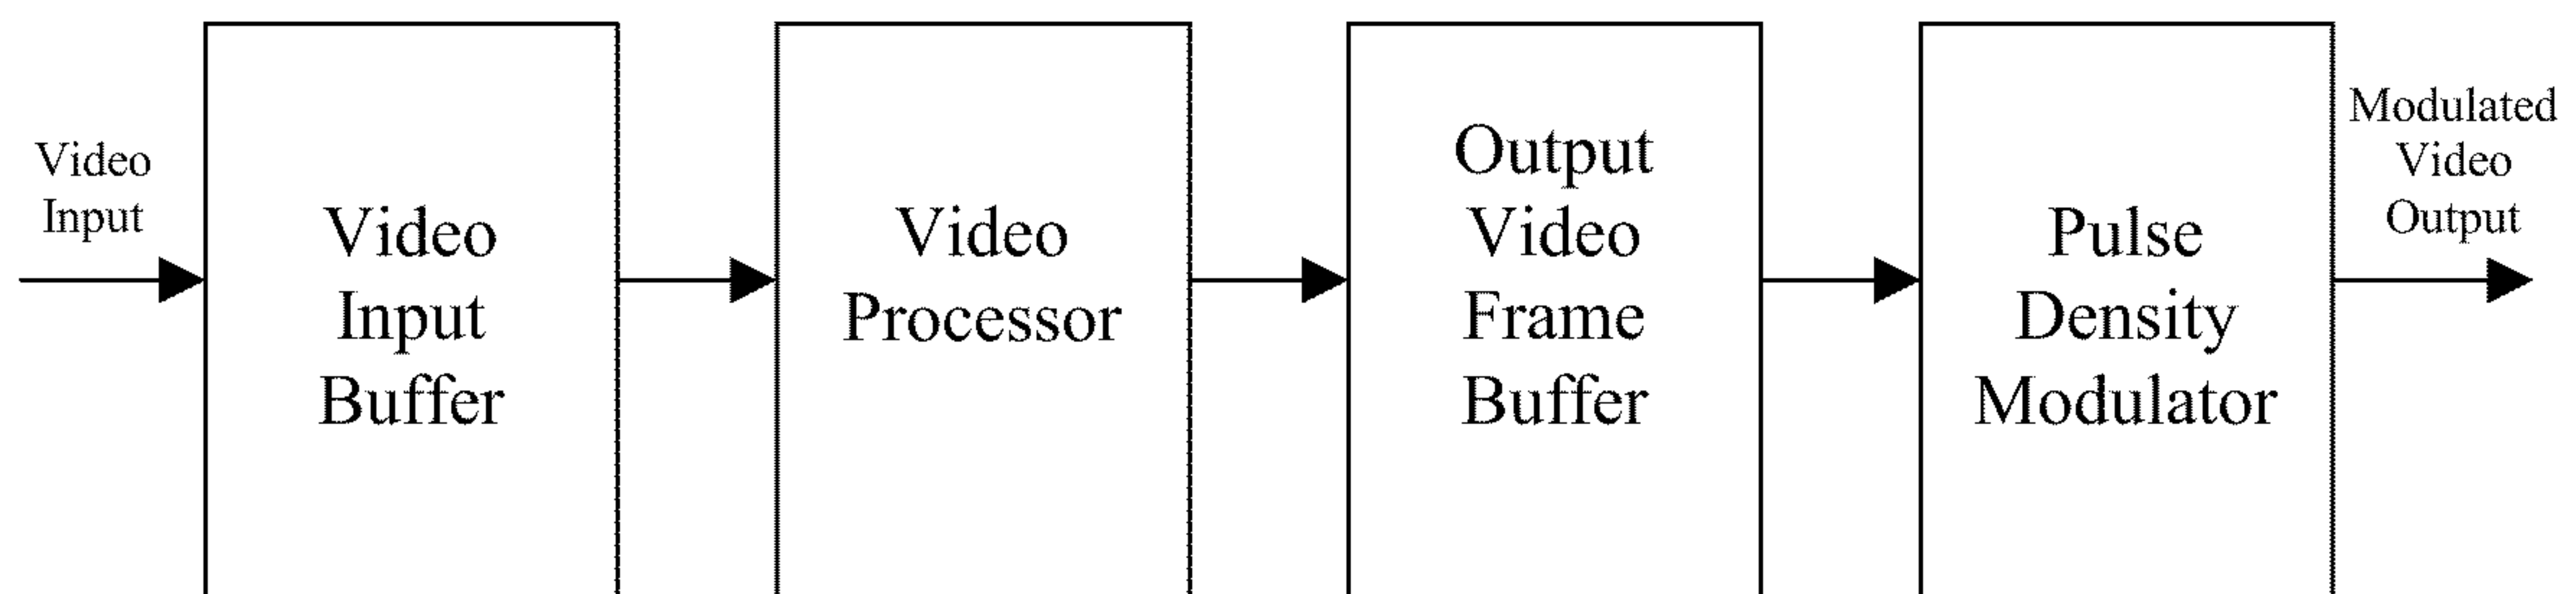 Video
Input
Video
Input
Buffer
Video
Processor
Output
Video
Frame
Buffer
Pulse
Density
Modulator
Modulated
Video
Output